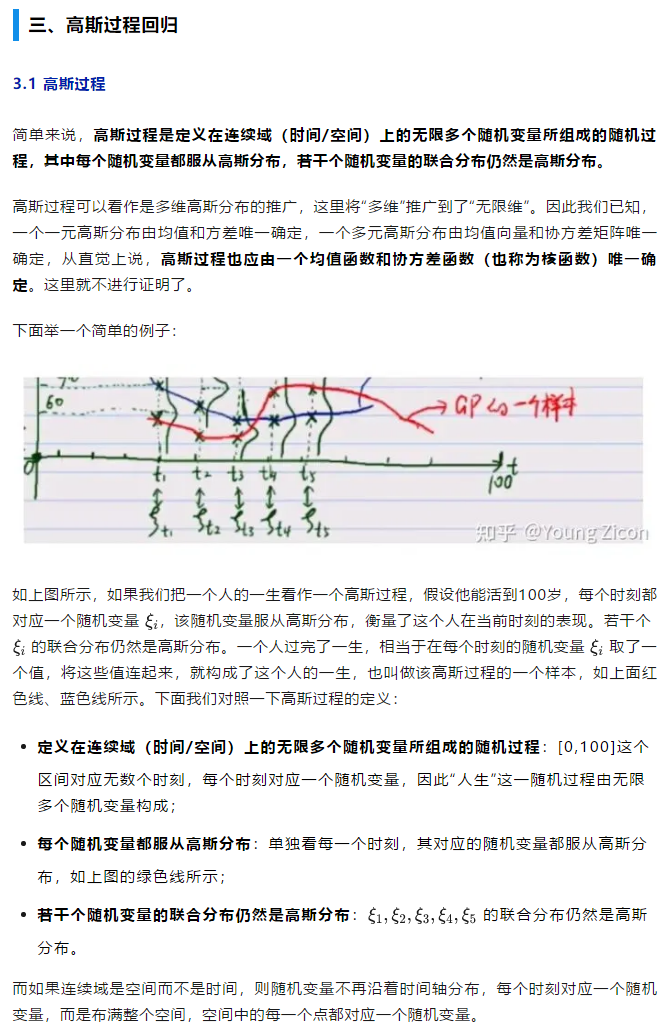 三、高斯过程回归
3.1 高斯过程
简单来说，高斯过程是定义在连续域（时间/空间）上的无限多个随机变量所组成的随机过
程，其中每个随机变量都服从高斯分布，若干个随机变量的联合分布仍然是高斯分布。
高斯过程可以看作是多维高斯分布的推广，这里将“多维”推广到了“无限维”。因此我们已知，
一个一元高斯分布由均值和方差唯一确定，一个多元高斯分布由均值向量和协方差矩阵唯一
确定，从直觉上说，高斯过程也应由一个均值函数和协方差函数（也称为核函数）唯一确
定。这里就不进行证明了。
下面举一个简单的例子：
70
60
GP的一个样本
0
t
100
t₁ t₂ t₃ t₄ t₅
ξt₁ ξt₂ ξt₃ ξt₄ ξt₅
知乎 @Young Zicon
如上图所示，如果我们把一个人的一生看作一个高斯过程，假设他能活到100岁，每个时刻都
对应一个随机变量 ξᵢ，该随机变量服从高斯分布，衡量了这个人在当前时刻的表现。若干个
ξᵢ 的联合分布仍然是高斯分布。一个人过完了一生，相当于在每个时刻的随机变量 ξᵢ 取了一
个值，将这些值连起来，就构成了这个人的一生，也叫做该高斯过程的一个样本，如上面红
色线、蓝色线所示。下面我们对照一下高斯过程的定义：
• 定义在连续域（时间/空间）上的无限多个随机变量所组成的随机过程：[0,100]这个
区间对应无数个时刻，每个时刻对应一个随机变量，因此“人生”这一随机过程由无限
多个随机变量构成；
• 每个随机变量都服从高斯分布：单独看每一个时刻，其对应的随机变量都服从高斯分
布，如上图的绿色线所示；
• 若干个随机变量的联合分布仍然是高斯分布：ξ₁,ξ₂,ξ₃,ξ₄,ξ₅ 的联合分布仍然是高斯
分布。
而如果连续域是空间而不是时间，则随机变量不再沿着时间轴分布，每个时刻对应一个随机
变量，而是布满整个空间，空间中的每一个点都对应一个随机变量。